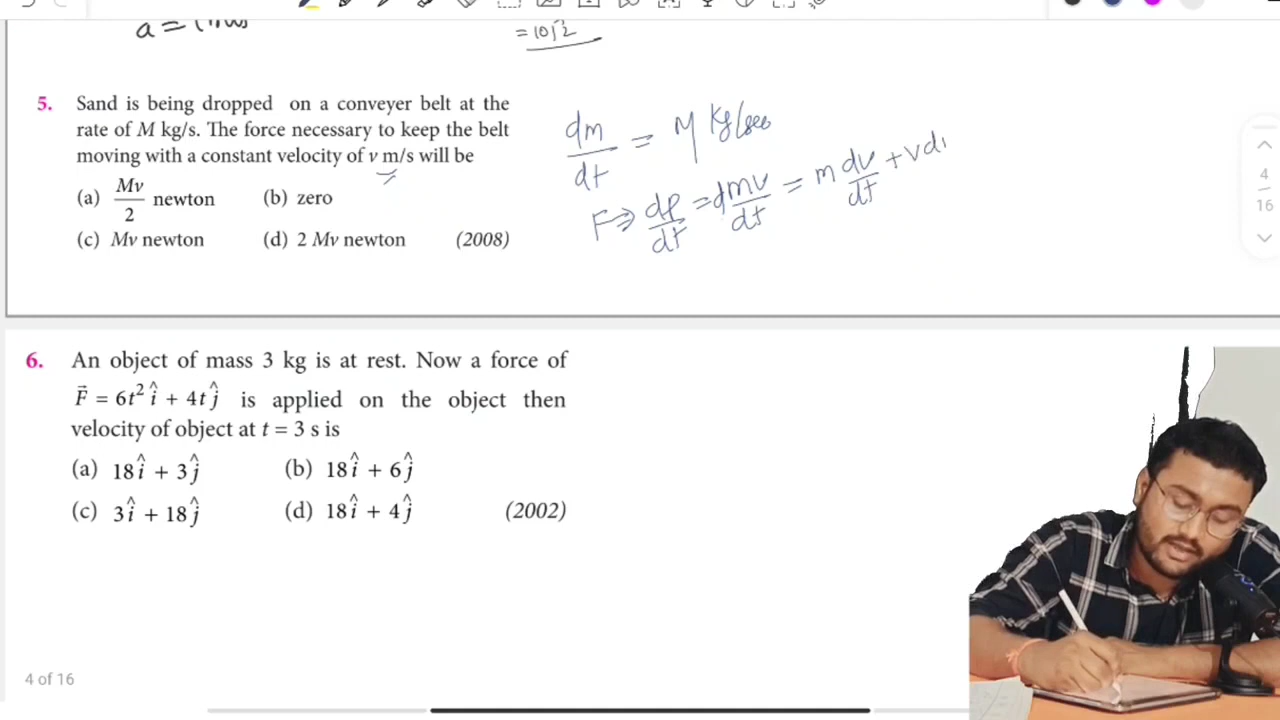 a =
= 10√2
5. Sand is being dropped on a conveyer belt at the
rate of M kg/s. The force necessary to keep the belt
moving with a constant velocity of v m/s will be
(a) Mv/2 newton (b) zero
(c) Mv newton (d) 2 Mv newton (2008)
dm/dt = M kg/sec
F ⇒ dp/dt = dmv/dt = m dv/dt + v
6. An object of mass 3 kg is at rest. Now a force of
F⃗ = 6t² î + 4t ĵ is applied on the object then
velocity of object at t = 3 s is
(a) 18î + 3ĵ (b) 18î + 6ĵ
(c) 3î + 18ĵ (d) 18î + 4ĵ (2002)
4
16
4 of 16